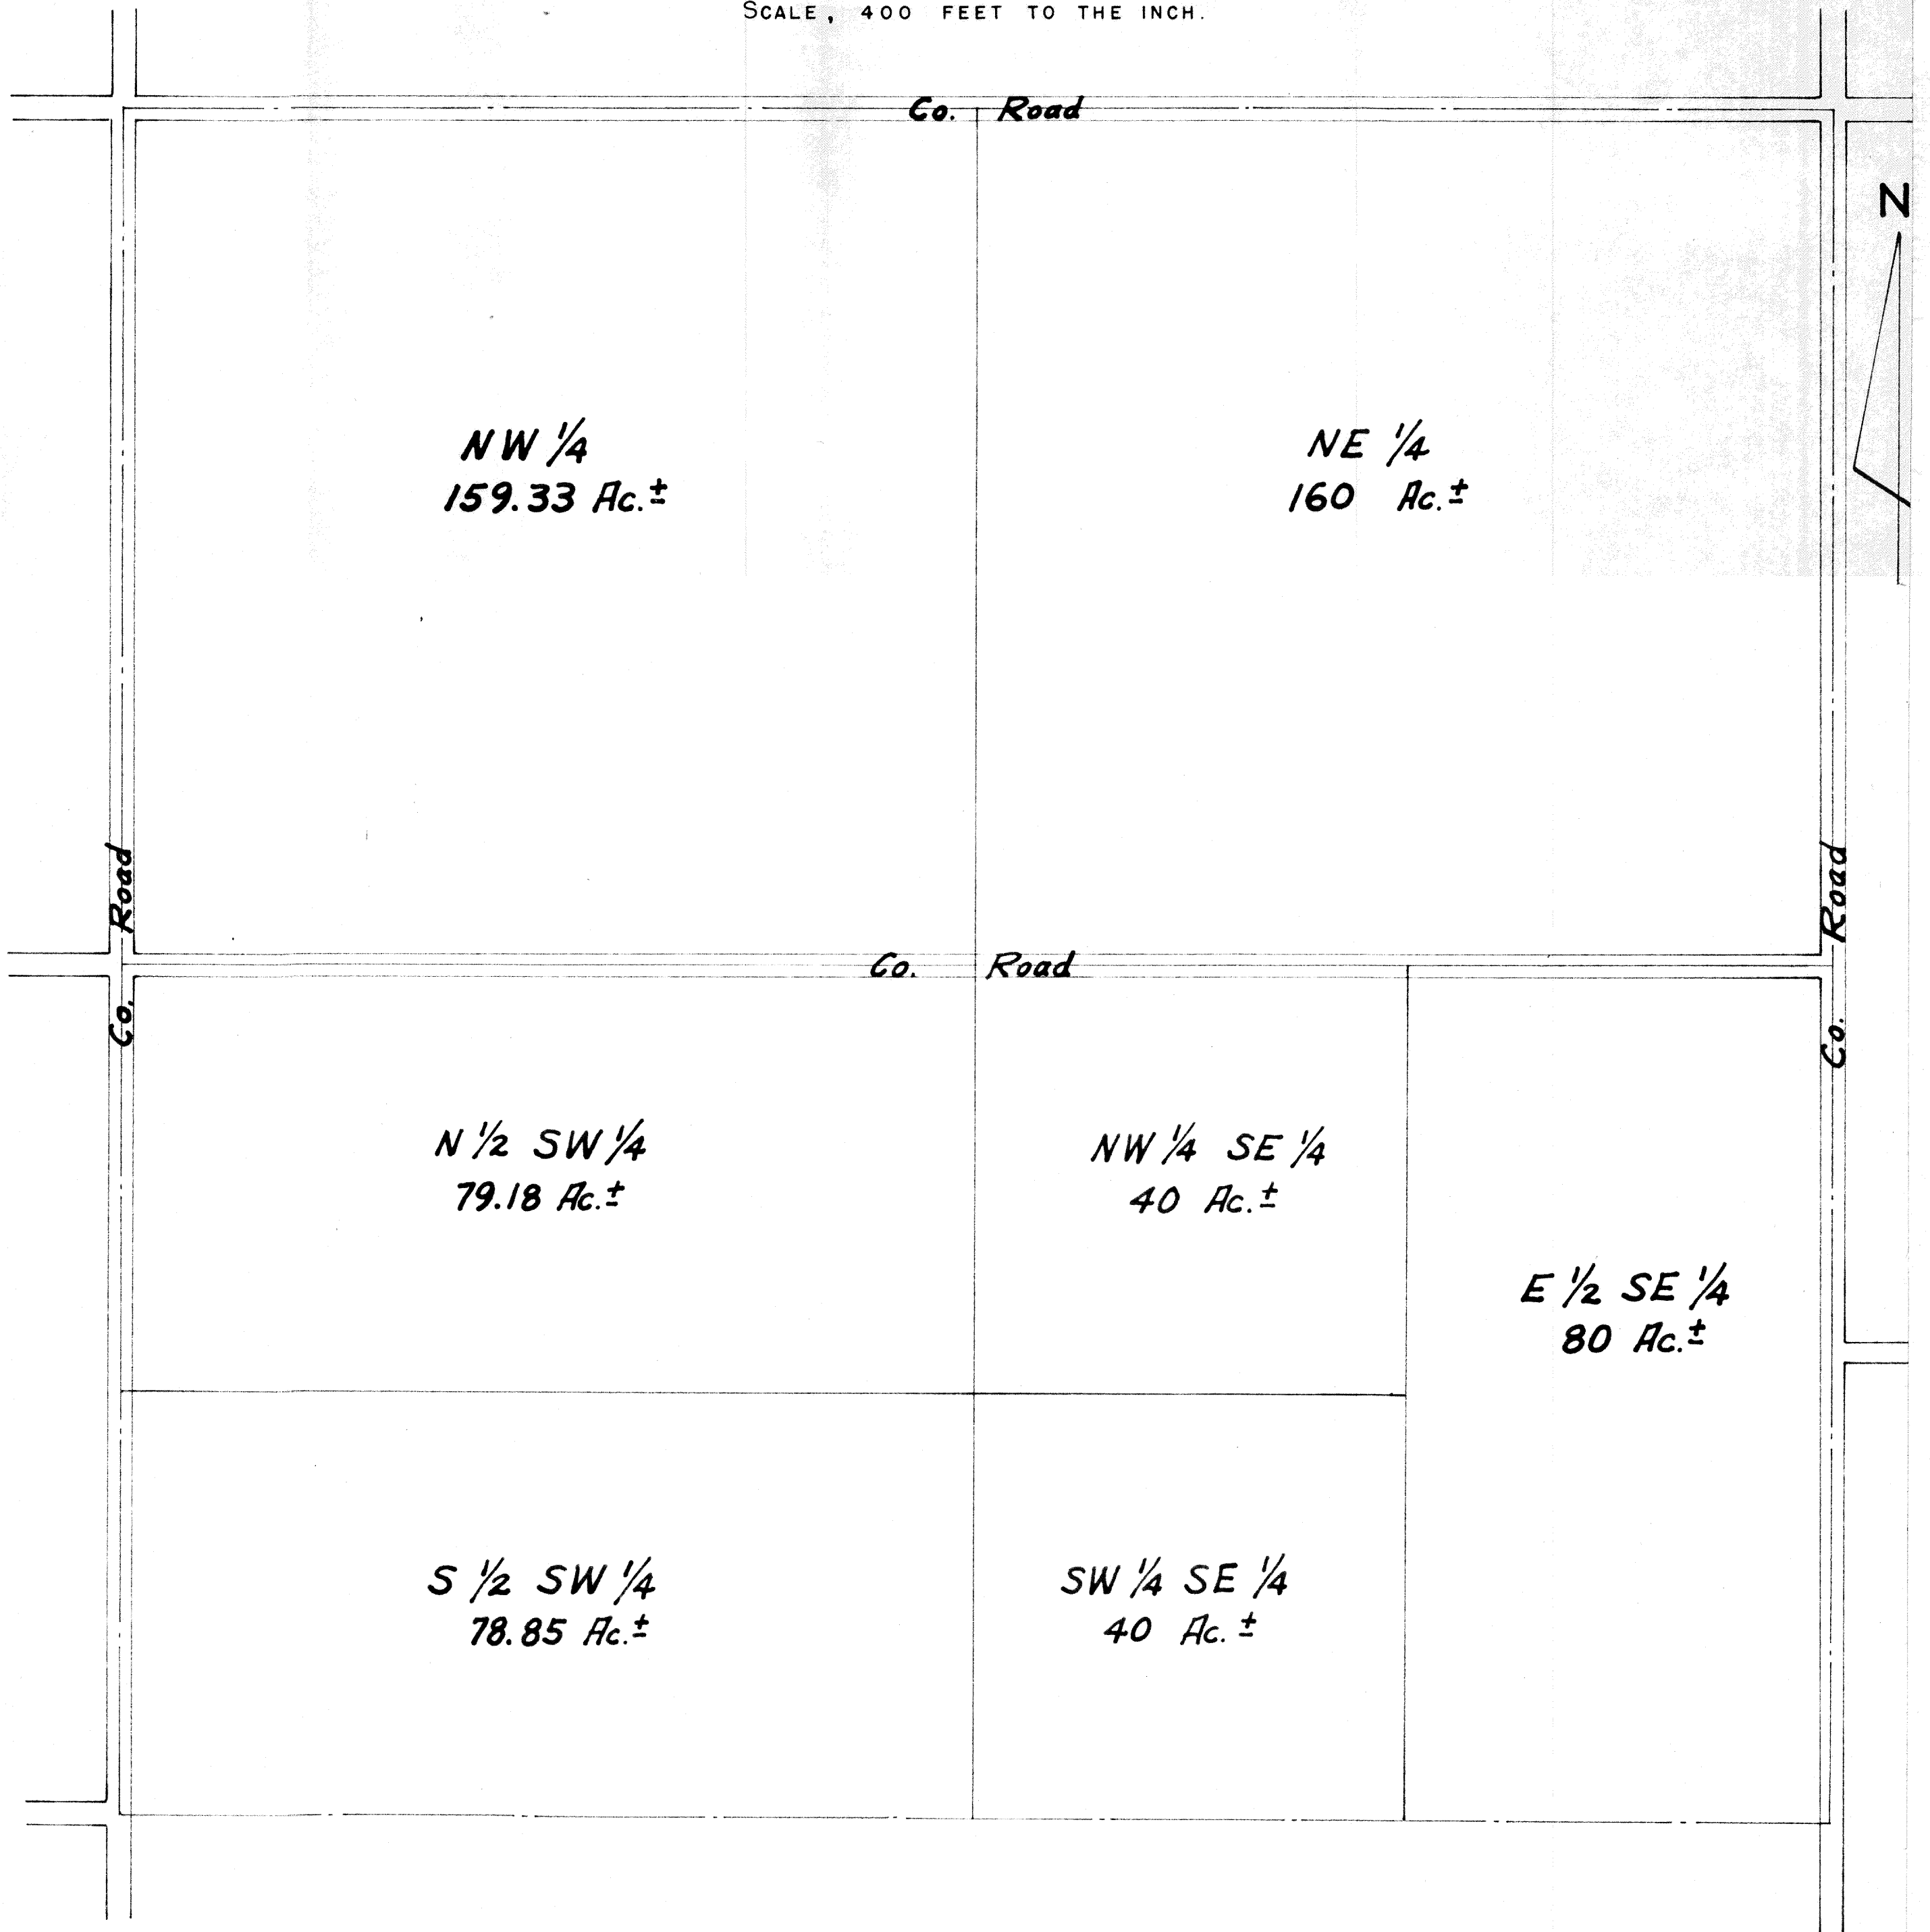 SCALE, 400 FEET TO THE INCH.
Co. Road
N
NW 1/4
159.33 Ac.±
NE 1/4
160 Ac.±
Co. Road
Co. Road
Co. Road
N 1/2 SW 1/4
79.18 Ac.±
NW 1/4 SE 1/4
40 Ac.±
E 1/2 SE 1/4
80 Ac.±
S 1/2 SW 1/4
78.85 Ac.±
SW 1/4 SE 1/4
40 Ac.±